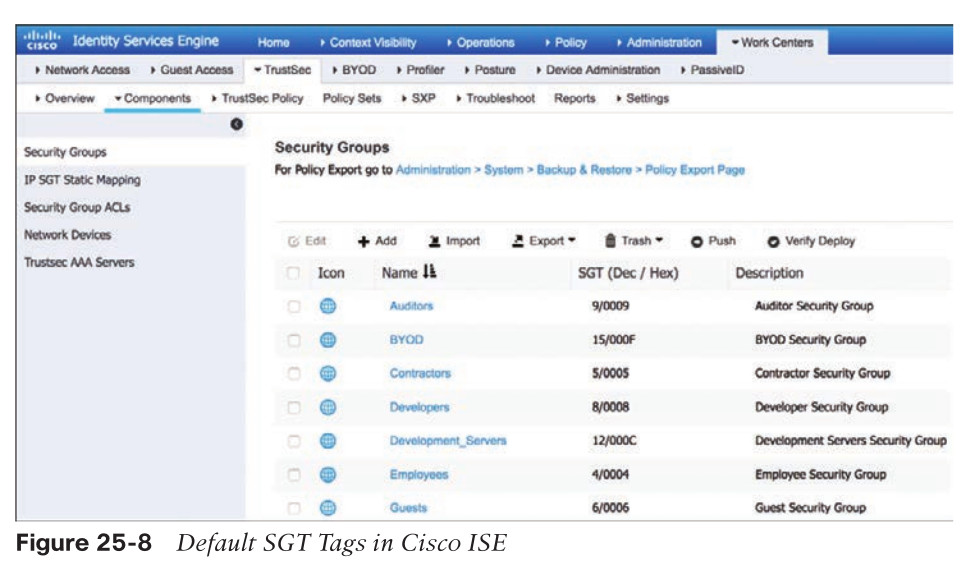 cisco Identity Services Engine Home Context Visibility Operations Policy Administration Work Centers
Network Access Guest Access TrustSec BYOD Profiler Posture Device Administration PassiveID
Overview Components TrustSec Policy Policy Sets SXP Troubleshoot Reports Settings
Security Groups
IP SGT Static Mapping
Security Group ACLs
Network Devices
Trustsec AAA Servers
Security Groups
For Policy Export go to Administration > System > Backup & Restore > Policy Export Page
Edit Add Import Export Trash Push Verify Deploy
Icon Name SGT (Dec / Hex) Description
Auditors 9/0009 Auditor Security Group
BYOD 15/000F BYOD Security Group
Contractors 5/0005 Contractor Security Group
Developers 8/0008 Developer Security Group
Development_Servers 12/000C Development Servers Security Group
Employees 4/0004 Employee Security Group
Guests 6/0006 Guest Security Group
Figure 25-8 Default SGT Tags in Cisco ISE